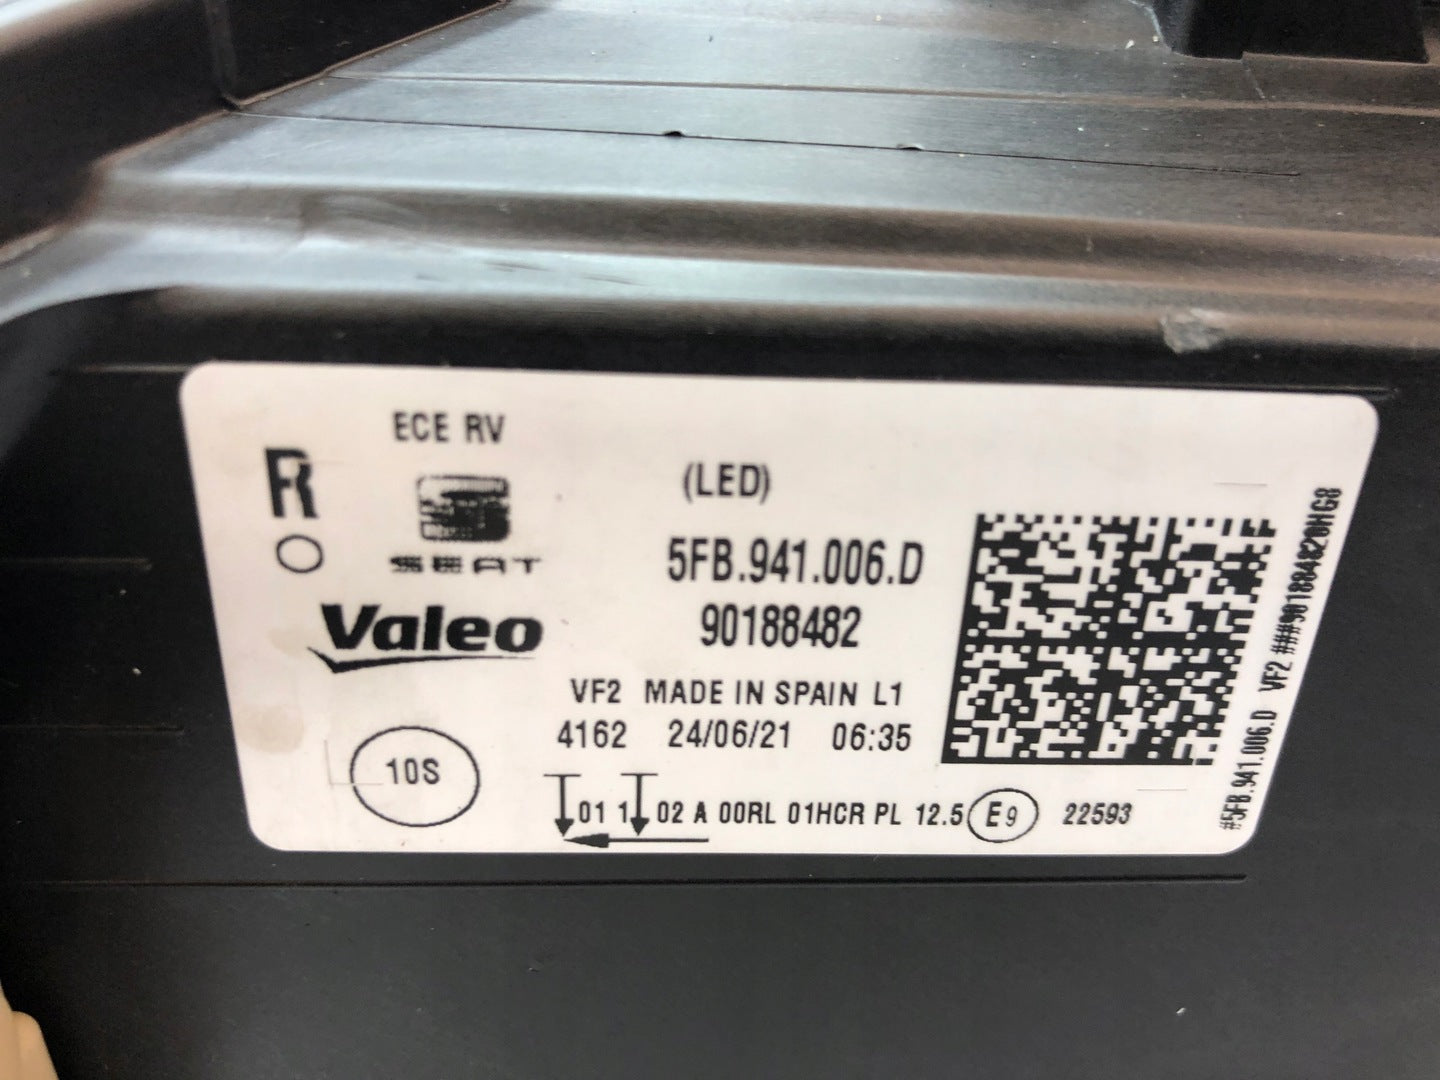 ECE RV
R
SEAT
(LED)
5FB.941.006.D
90188482
Valeo
VF2 MADE IN SPAIN L1
4162 24/06/21 06:35
10S
01 1 02 A 00RL 01HCR PL 12.5 E9 22593
#5FB.941.006.D VF2 ###90188482DHG8